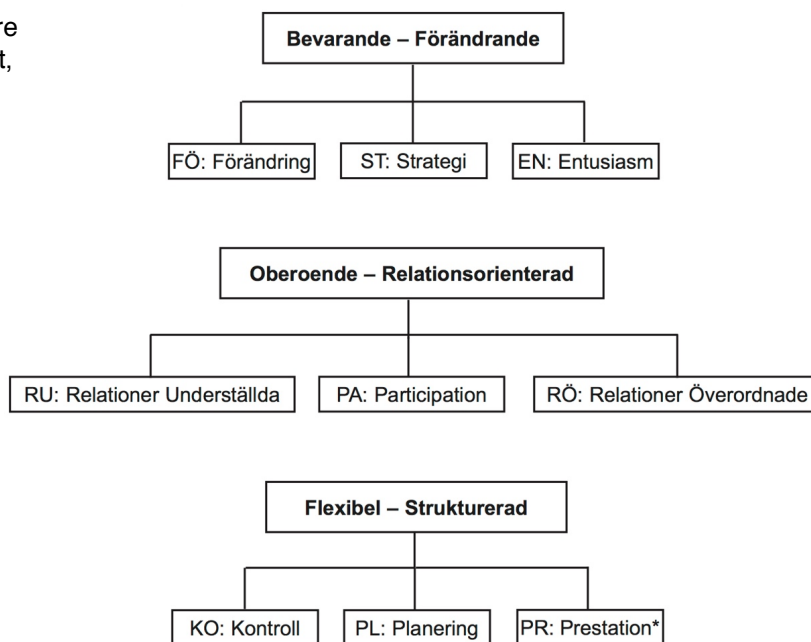 re
t,
Bevarande – Förändrande
FÖ: Förändring
ST: Strategi
EN: Entusiasm
Oberoende – Relationsorienterad
RU: Relationer Underställda
PA: Participation
RÖ: Relationer Överordnade
Flexibel – Strukturerad
KO: Kontroll
PL: Planering
PR: Prestation*